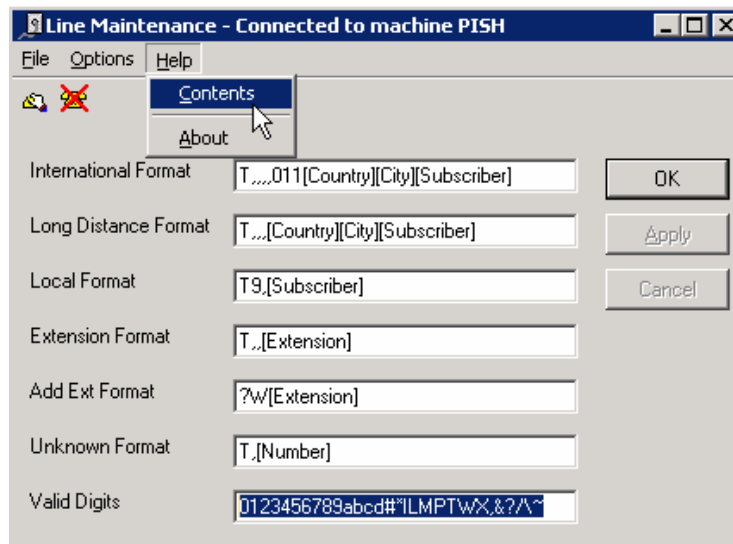 Line Maintenance - Connected to machine PISH
File Options Help
Contents
About
International Format T,,,,011[Country][City][Subscriber] OK
Long Distance Format T,,,[Country][City][Subscriber] Apply
Local Format T9,[Subscriber] Cancel
Extension Format T,,[Extension]
Add Ext Format ?W[Extension]
Unknown Format T,[Number]
Valid Digits 0123456789abcd#*ILMPTWX,&?/\~